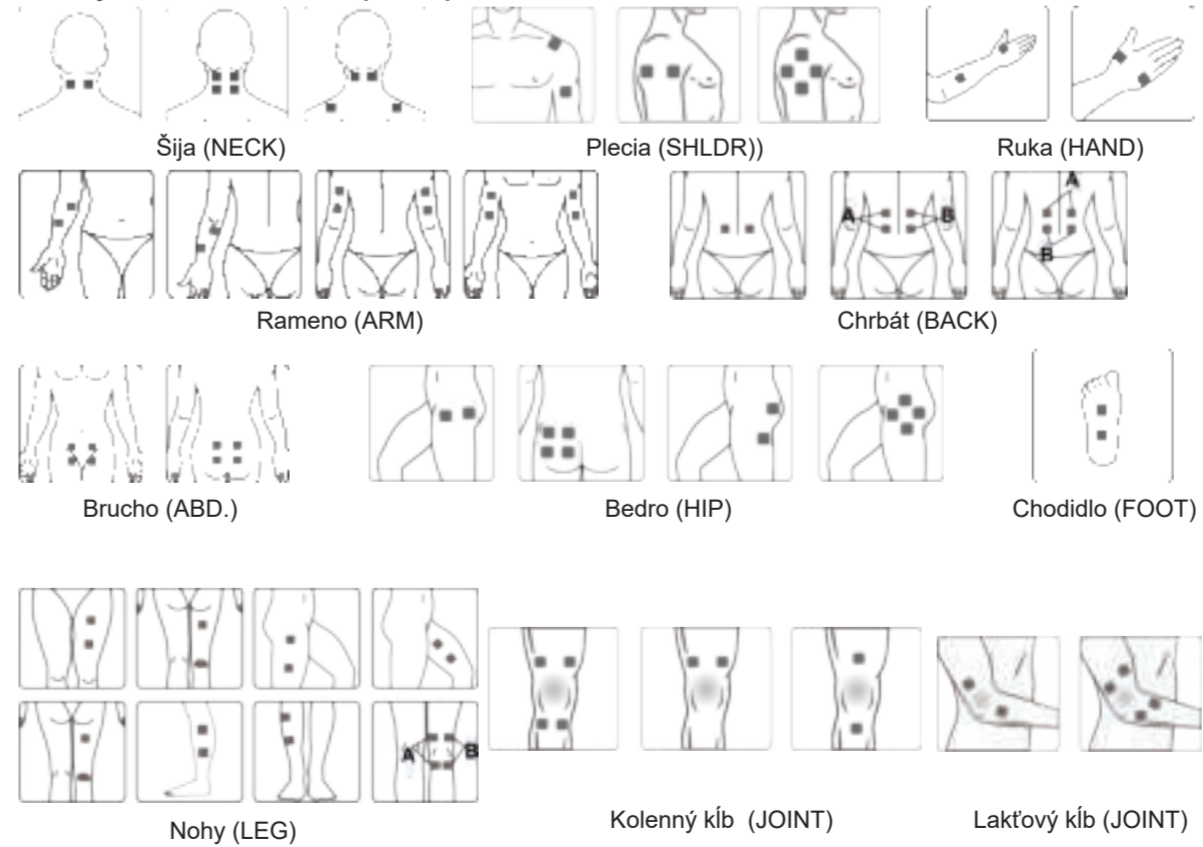 Šija (NECK)
Plecia (SHLDR))
Ruka (HAND)
A
A
B
B
Rameno (ARM)
Chrbát (BACK)
Brucho (ABD.)
Bedro (HIP)
Chodidlo (FOOT)
A
B
Nohy (LEG)
Kolenný kĺb (JOINT)
Lakťový kĺb (JOINT)